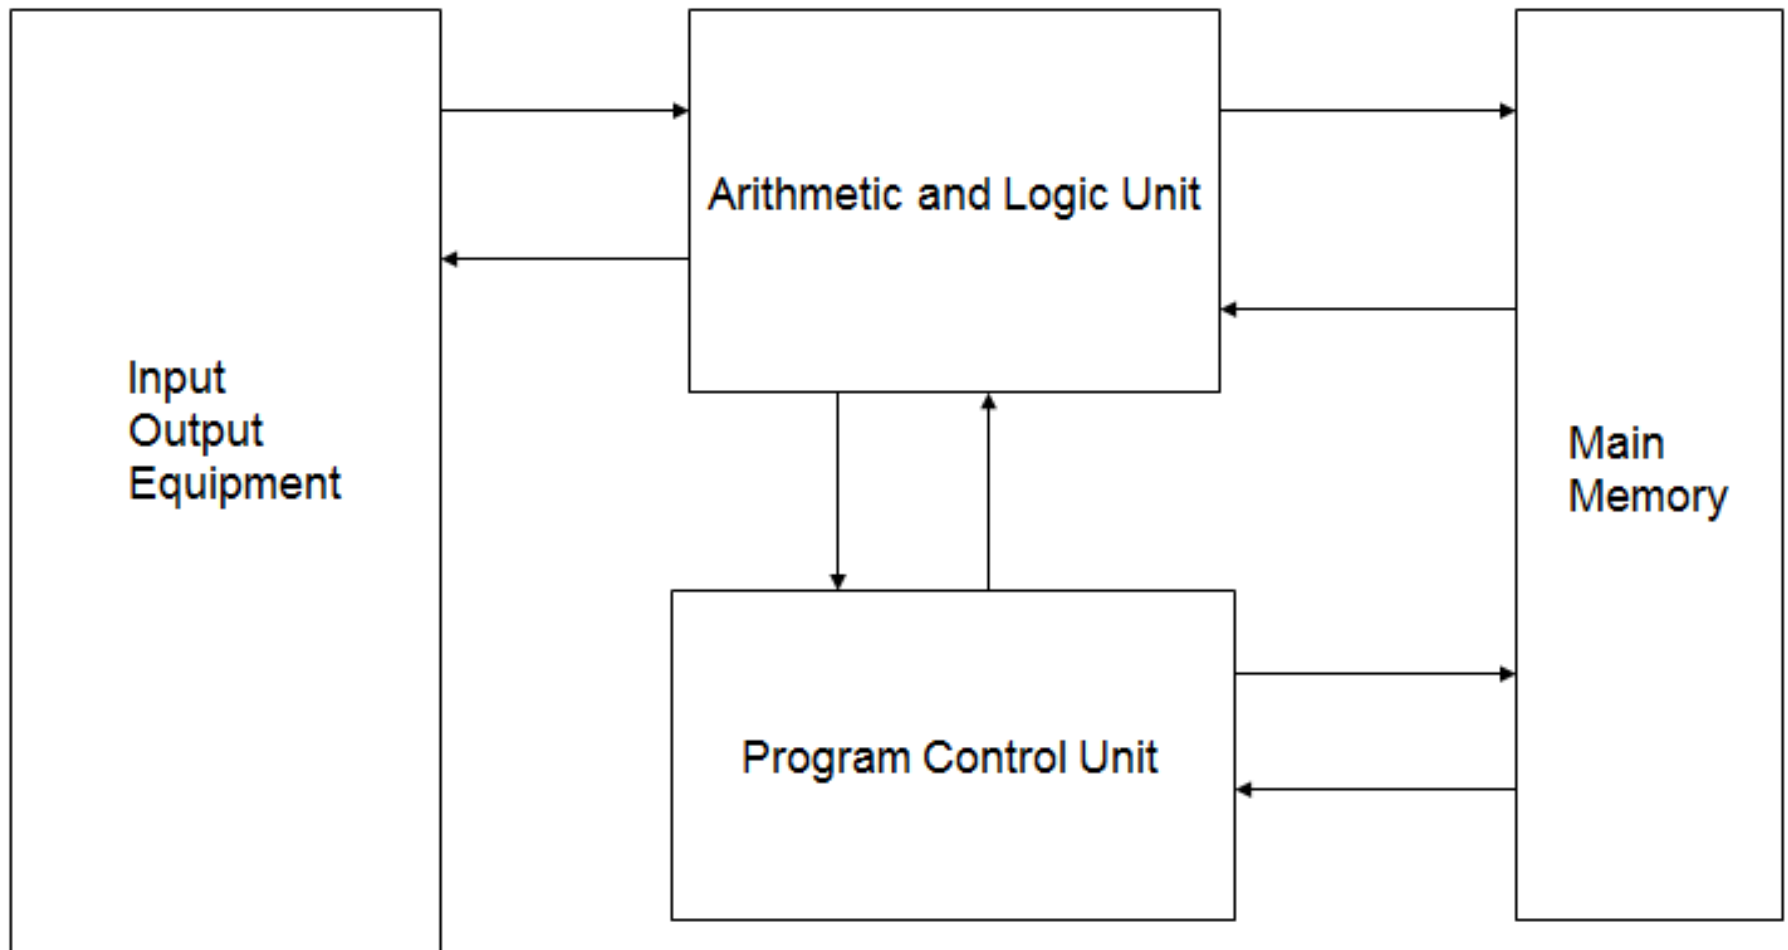 Arithmetic and Logic Unit
Input
Output
Equipment
Main
Memory
Program Control Unit